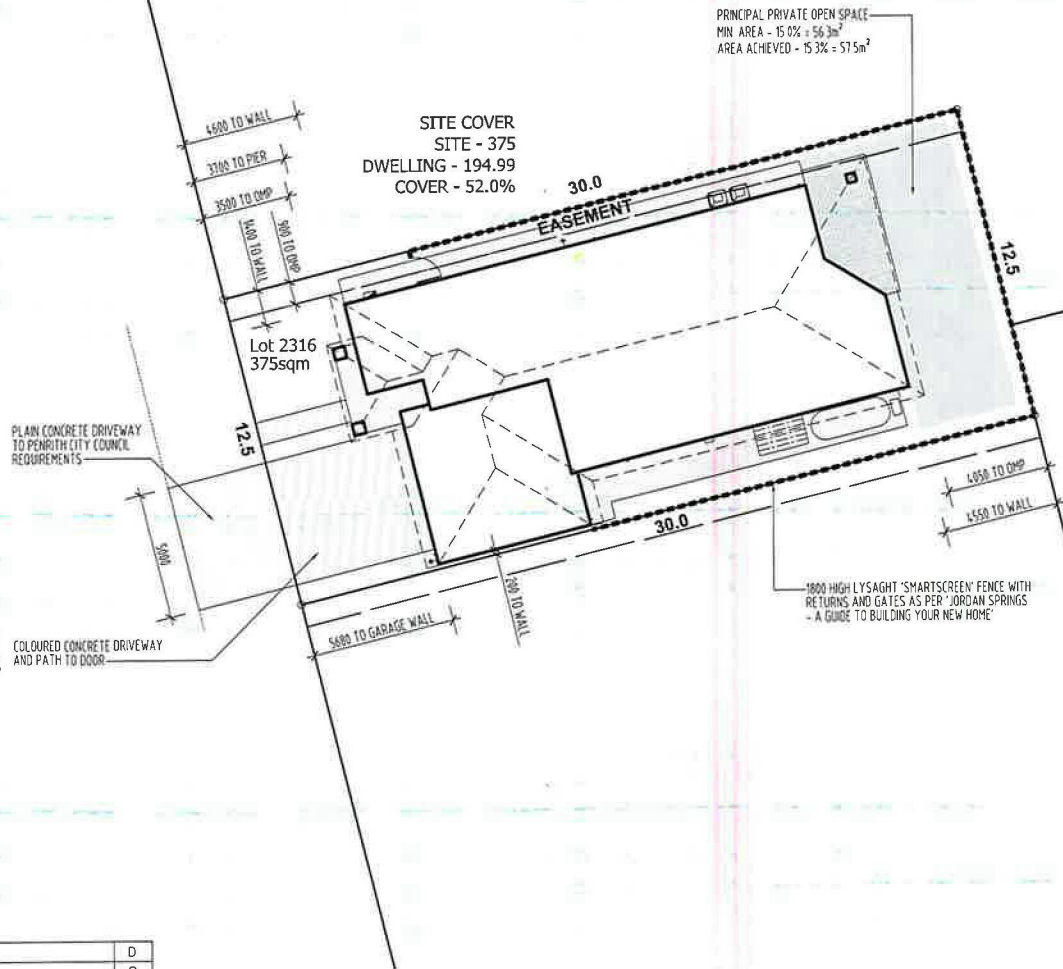 PRINCIPAL PRIVATE OPEN SPACE
MIN AREA - 15.0% = 56.3m²
AREA ACHIEVED - 15.3% = 57.5m²
4600 TO WALL
3700 TO PIER
3500 TO OMP
1400 TO WALL
900 TO OMP
SITE COVER
SITE - 375
DWELLING - 194.99
COVER - 52.0%
30.0
EASEMENT
12.5
Lot 2316
375sqm
12.5
PLAIN CONCRETE DRIVEWAY
TO PENRITH CITY COUNCIL
REQUIREMENTS
5000
COLOURED CONCRETE DRIVEWAY
AND PATH TO DOOR
5680 TO GARAGE WALL
200 TO WALL
30.0
4050 TO OMP
4550 TO WALL
1800 HIGH LYSAGHT 'SMARTSCREEN' FENCE WITH
RETURNS AND GATES AS PER 'JORDAN SPRINGS
- A GUIDE TO BUILDING YOUR NEW HOME'
D